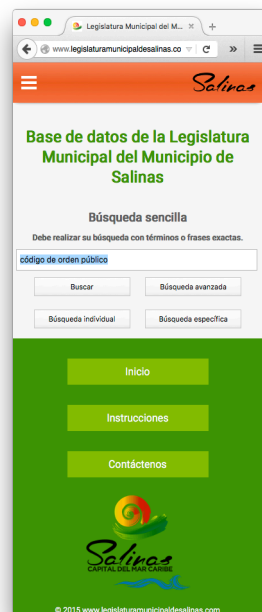 Legislatura Municipal del M...
www.legislaturamunicipaldesalinas.co
Salinas
Base de datos de la Legislatura
Municipal del Municipio de
Salinas
Búsqueda sencilla
Debe realizar su búsqueda con términos o frases exactas.
código de orden público
Buscar Búsqueda avanzada
Búsqueda individual Búsqueda específica
Inicio
Instrucciones
Contáctenos
Salinas
CAPITAL DEL MAR CARIBE
© 2015 www.legislaturamunicipaldesalinas.com